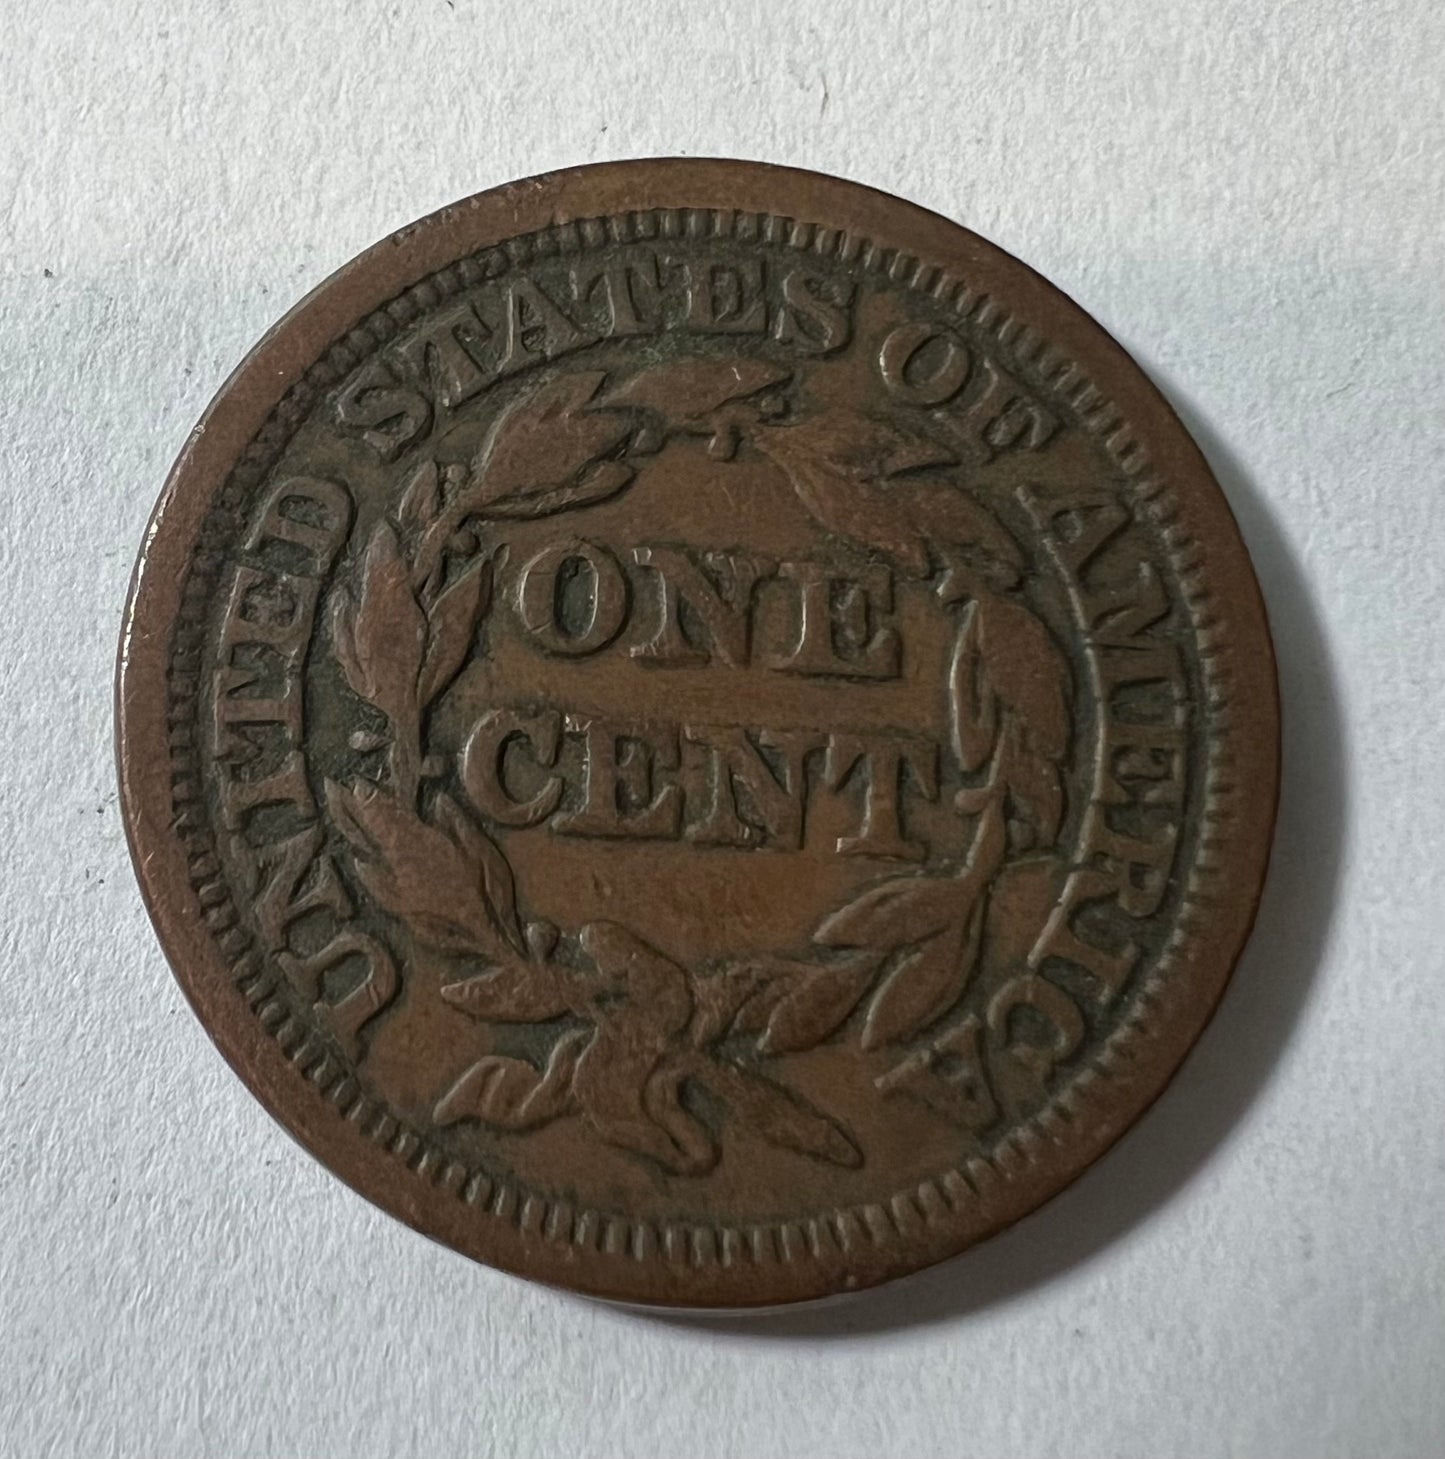 UNITED STATES OF AMERICA
ONE
CENT